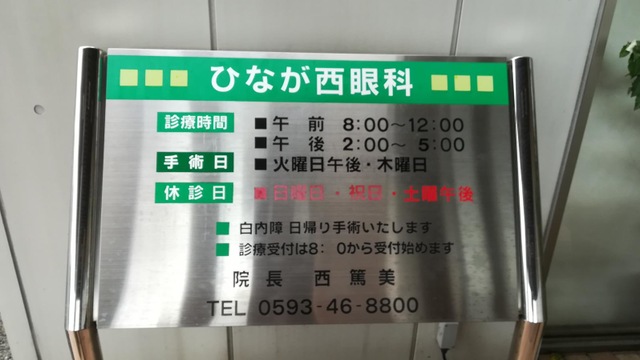 ひなが西眼科
診療時間 ■午 前 8:00～12:00
■午 後 2:00～ 5:00
手術日 ■火曜日午後・木曜日
休診日 ■日曜日・祝日・土曜午後
■白内障 日帰り手術いたします
■診療受付は8: 0から受付始めます
院 長 西 篤 美
TEL 0593-46-8800